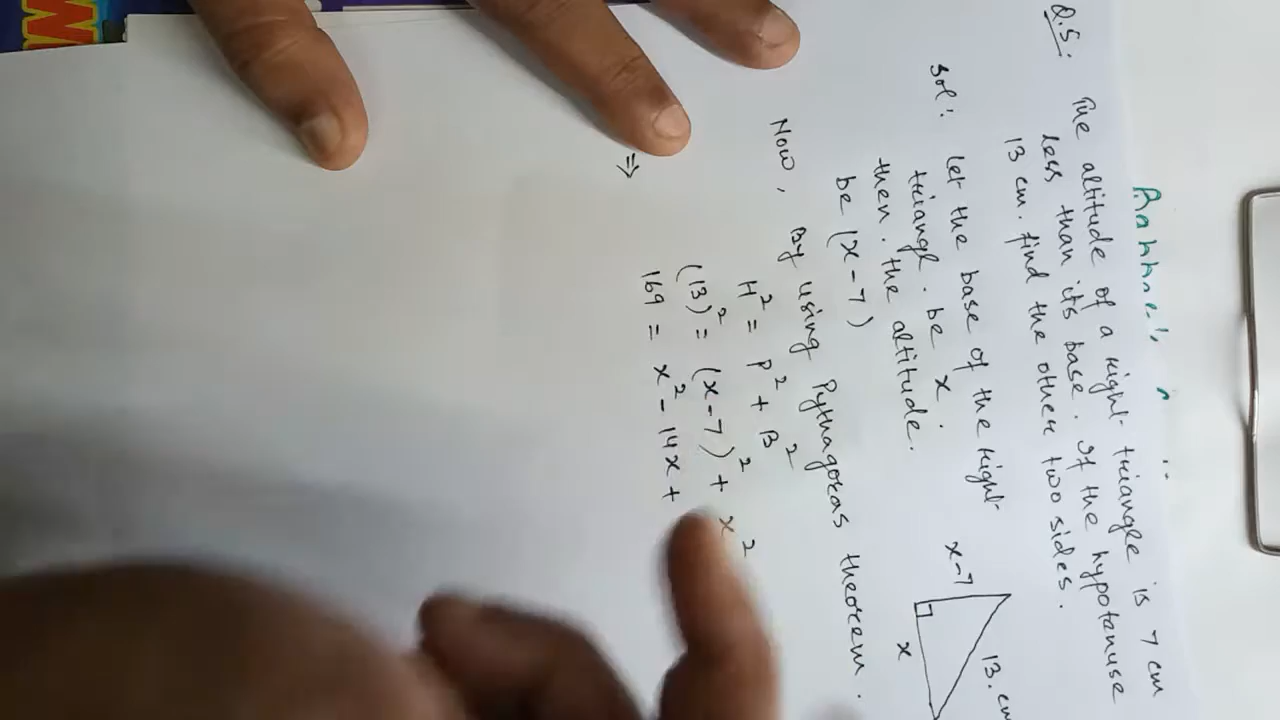 Q.5. The altitude of a right triangle is 7 cm
less than its base. If the hypotenuse
13 cm. find the other two sides.
Sol: Let the base of the right-
triangl. be x.
then. the altitude.
be (x-7)
x-7
13.cm
x
Now, By using Pythagoras theorem.
H² = P² + B²
(13)² = (x-7)² + x²
⇒ 169 = x² - 14x +
W